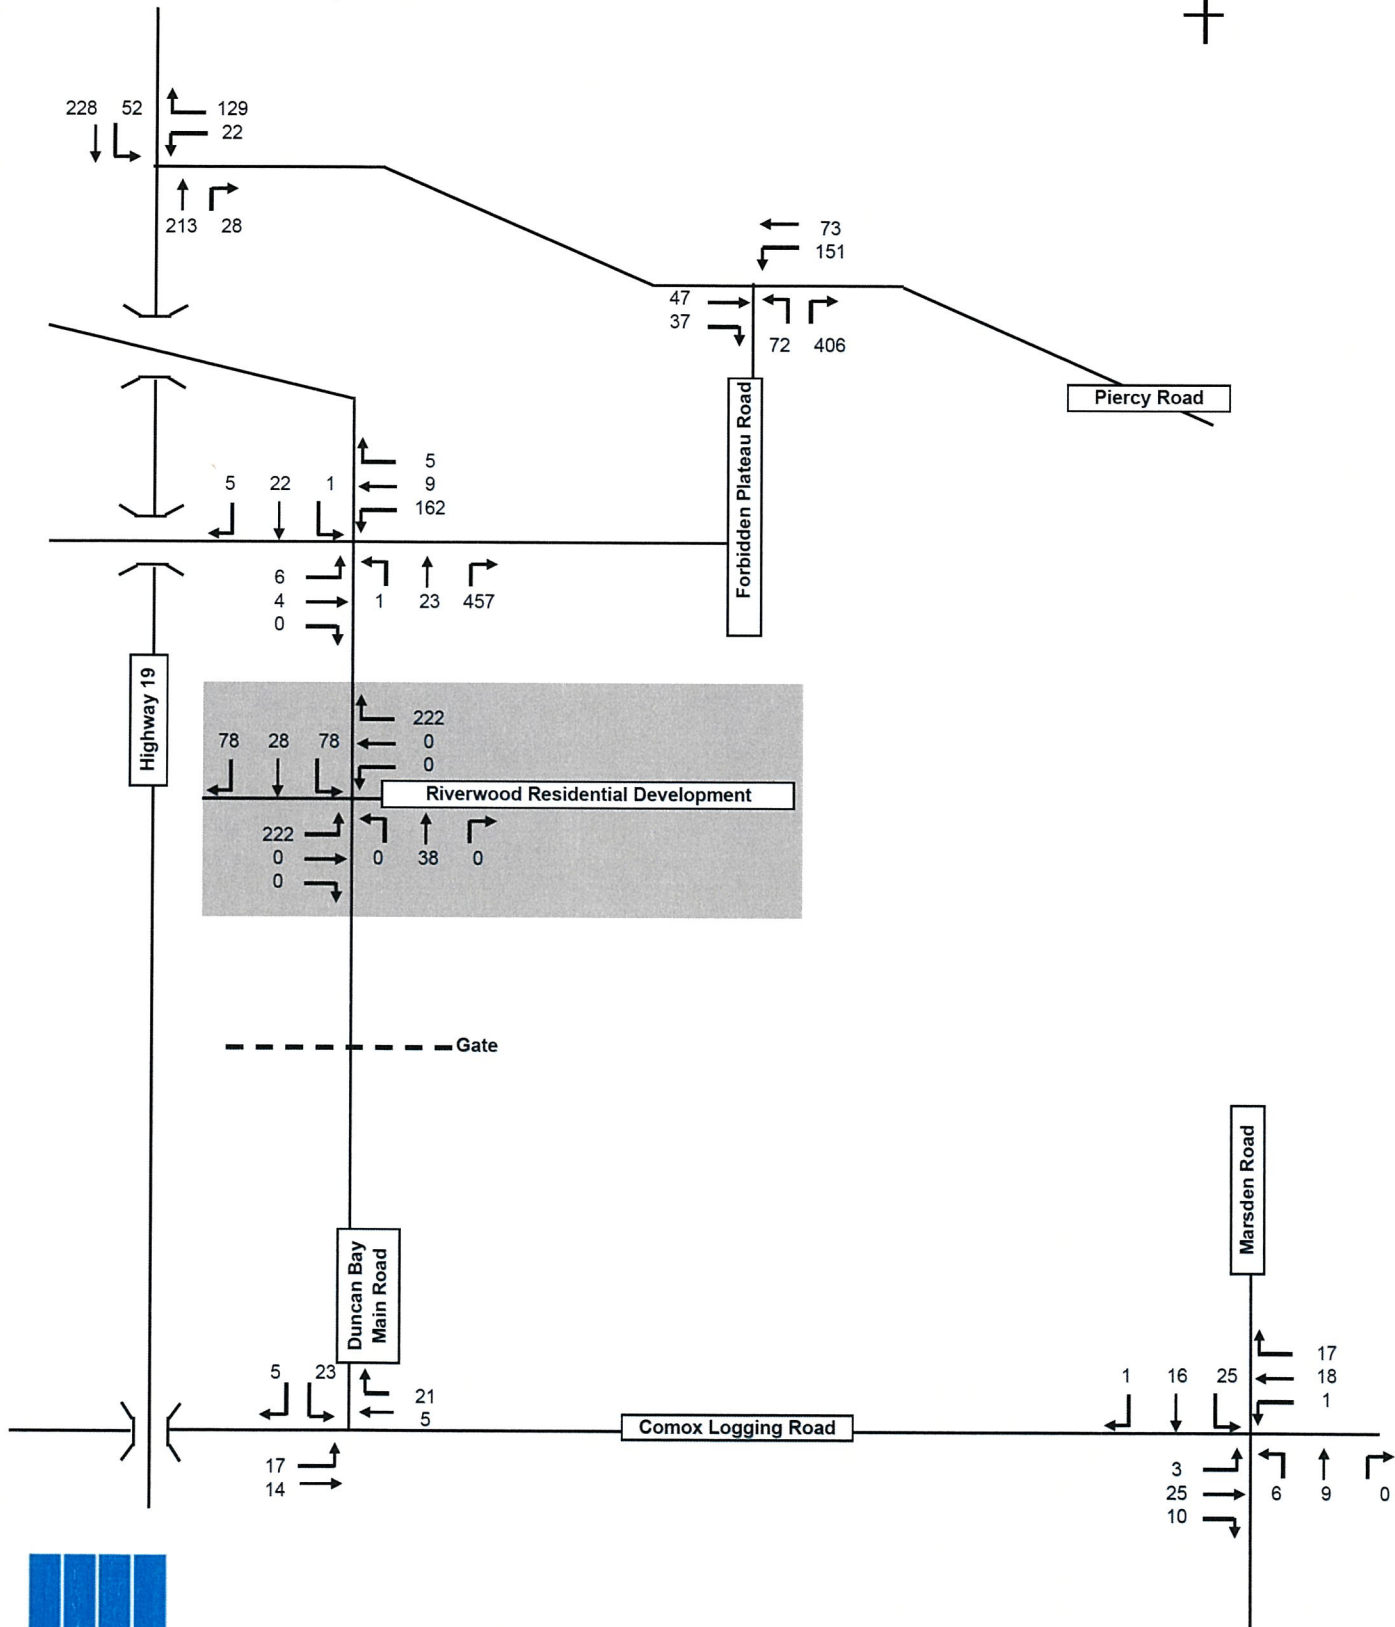 228 52 129
22
213 28
73
151
47
37
72 406
Piercy Road
Forbidden Plateau Road
5
9
162
5 22 1
6
4
0
1 23 457
Highway 19
222
0
0
78 28 78
Riverwood Residential Development
222
0
0
0 38 0
Gate
Marsden Road
Duncan Bay
Main Road
5 23
21
5
Comox Logging Road
17
14
1 16 25
17
18
1
3
25
10
6 9 0